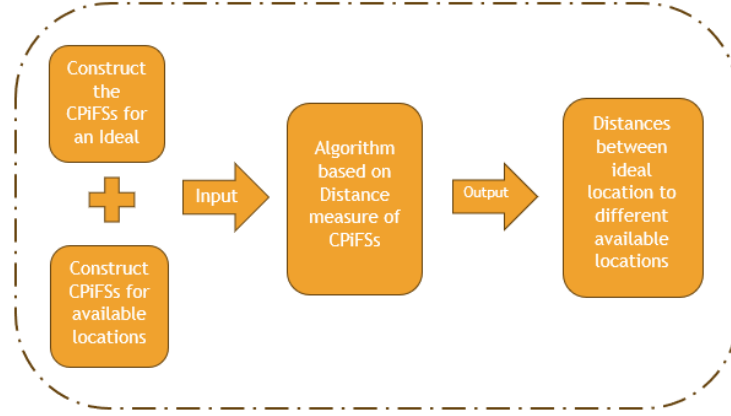 Construct
the
CPiFSs for
an Ideal
Construct
CPiFSs for
available
locations
Input
Algorithm
based on
Distance
measure of
CPiFSs
Output
Distances
between
ideal
location to
different
available
locations